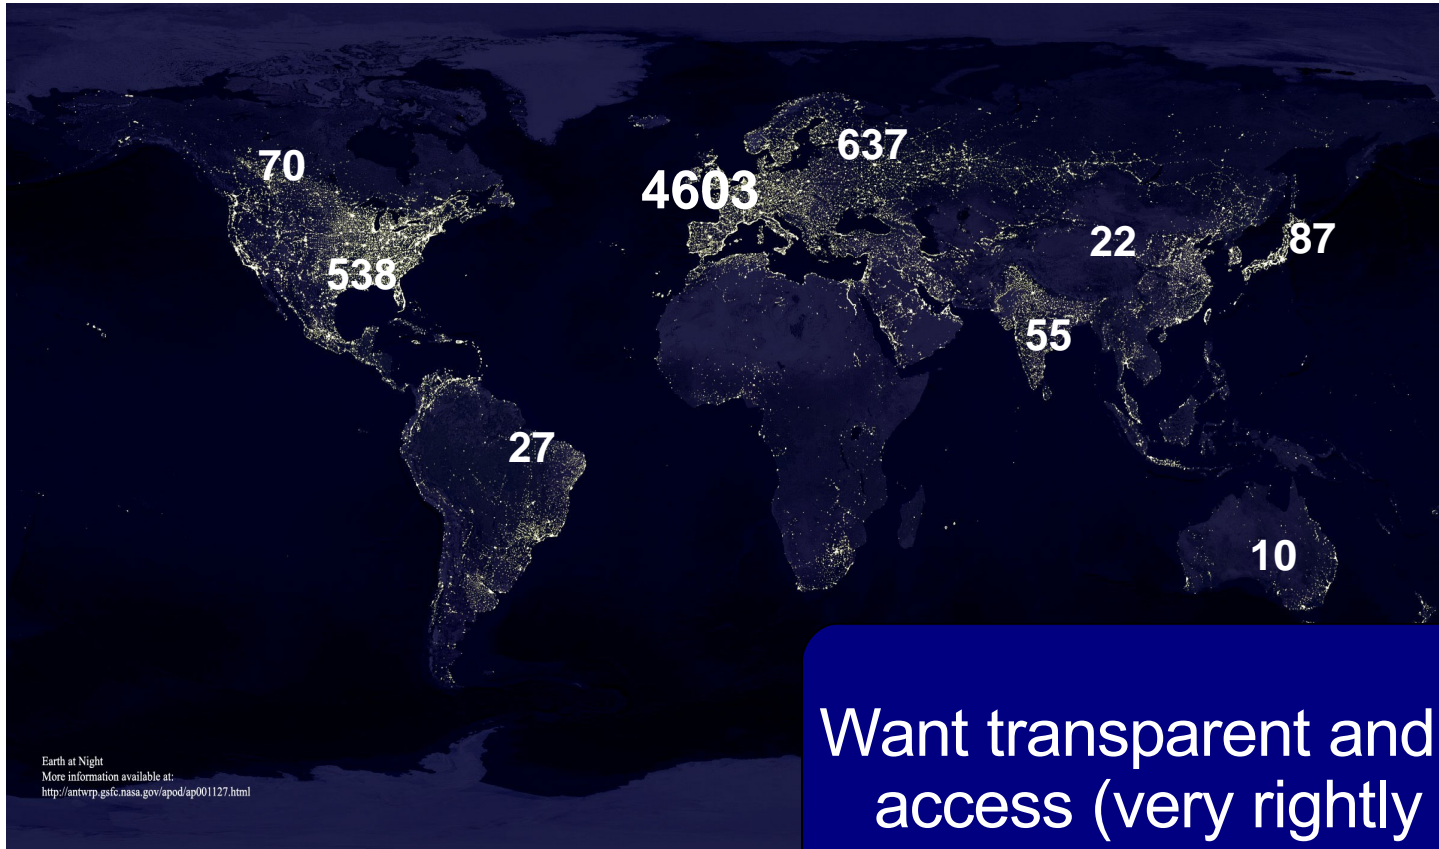 637
70
4603
87
22
538
55
27
10
Want transparent and
access (very rightly
Earth at Night
More information available at:
http://antwrp.gsfc.nasa.gov/apod/ap001127.html